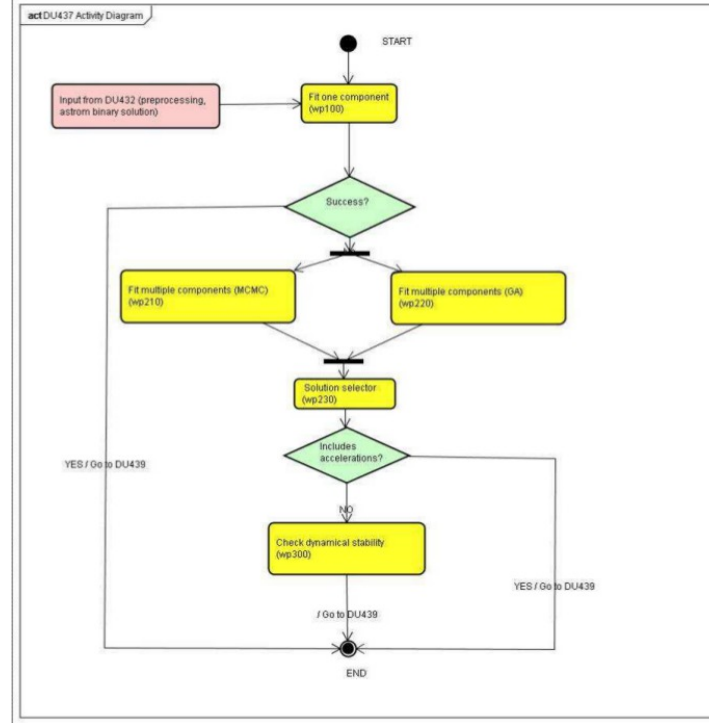 act DU437 Activity Diagram
START
Input from DU432 (preprocessing,
astrom binary solution)
Fit one component
(wp100)
Success?
Fit multiple components (MCMC)
(wp210)
Fit multiple components (GA)
(wp220)
Solution selector
(wp230)
Includes
accelerations?
YES / Go to DU439
NO
Check dynamical stability
(wp300)
YES / Go to DU439
/ Go to DU439
END